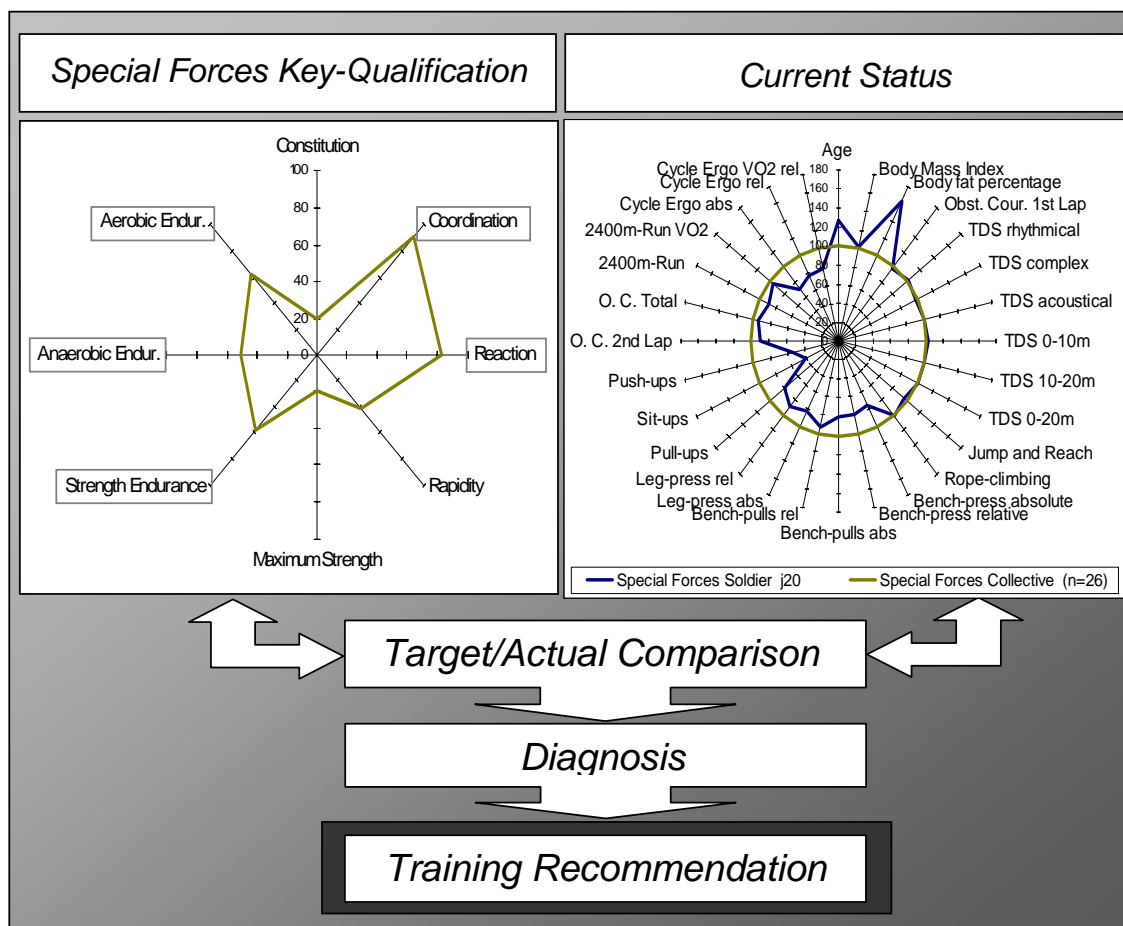 Special Forces Key-Qualification
Current Status
Constitution
100
80
60
40
20
0
Coordination
Reaction
Rapidity
Maximum Strength
Strength Endurance
Anaerobic Endur.
Aerobic Endur.
Age
180
160
140
120
100
80
60
40
20
Body Mass Index
Body fat percentage
Obst. Cour. 1st Lap
TDS rhythmical
TDS complex
TDS acoustical
TDS 0-10m
TDS 10-20m
TDS 0-20m
Jump and Reach
Rope-climbing
Bench-press absolute
Bench-press relative
Bench-pulls abs
Bench-pulls rel
Leg-press abs
Leg-press rel
Pull-ups
Sit-ups
Push-ups
O. C. 2nd Lap
O. C. Total
2400m-Run
2400m-Run VO2
Cycle Ergo abs
Cycle Ergo rel
Cycle Ergo VO2 rel
Special Forces Soldier j20
Special Forces Collective (n=26)
Target/Actual Comparison
Diagnosis
Training Recommendation